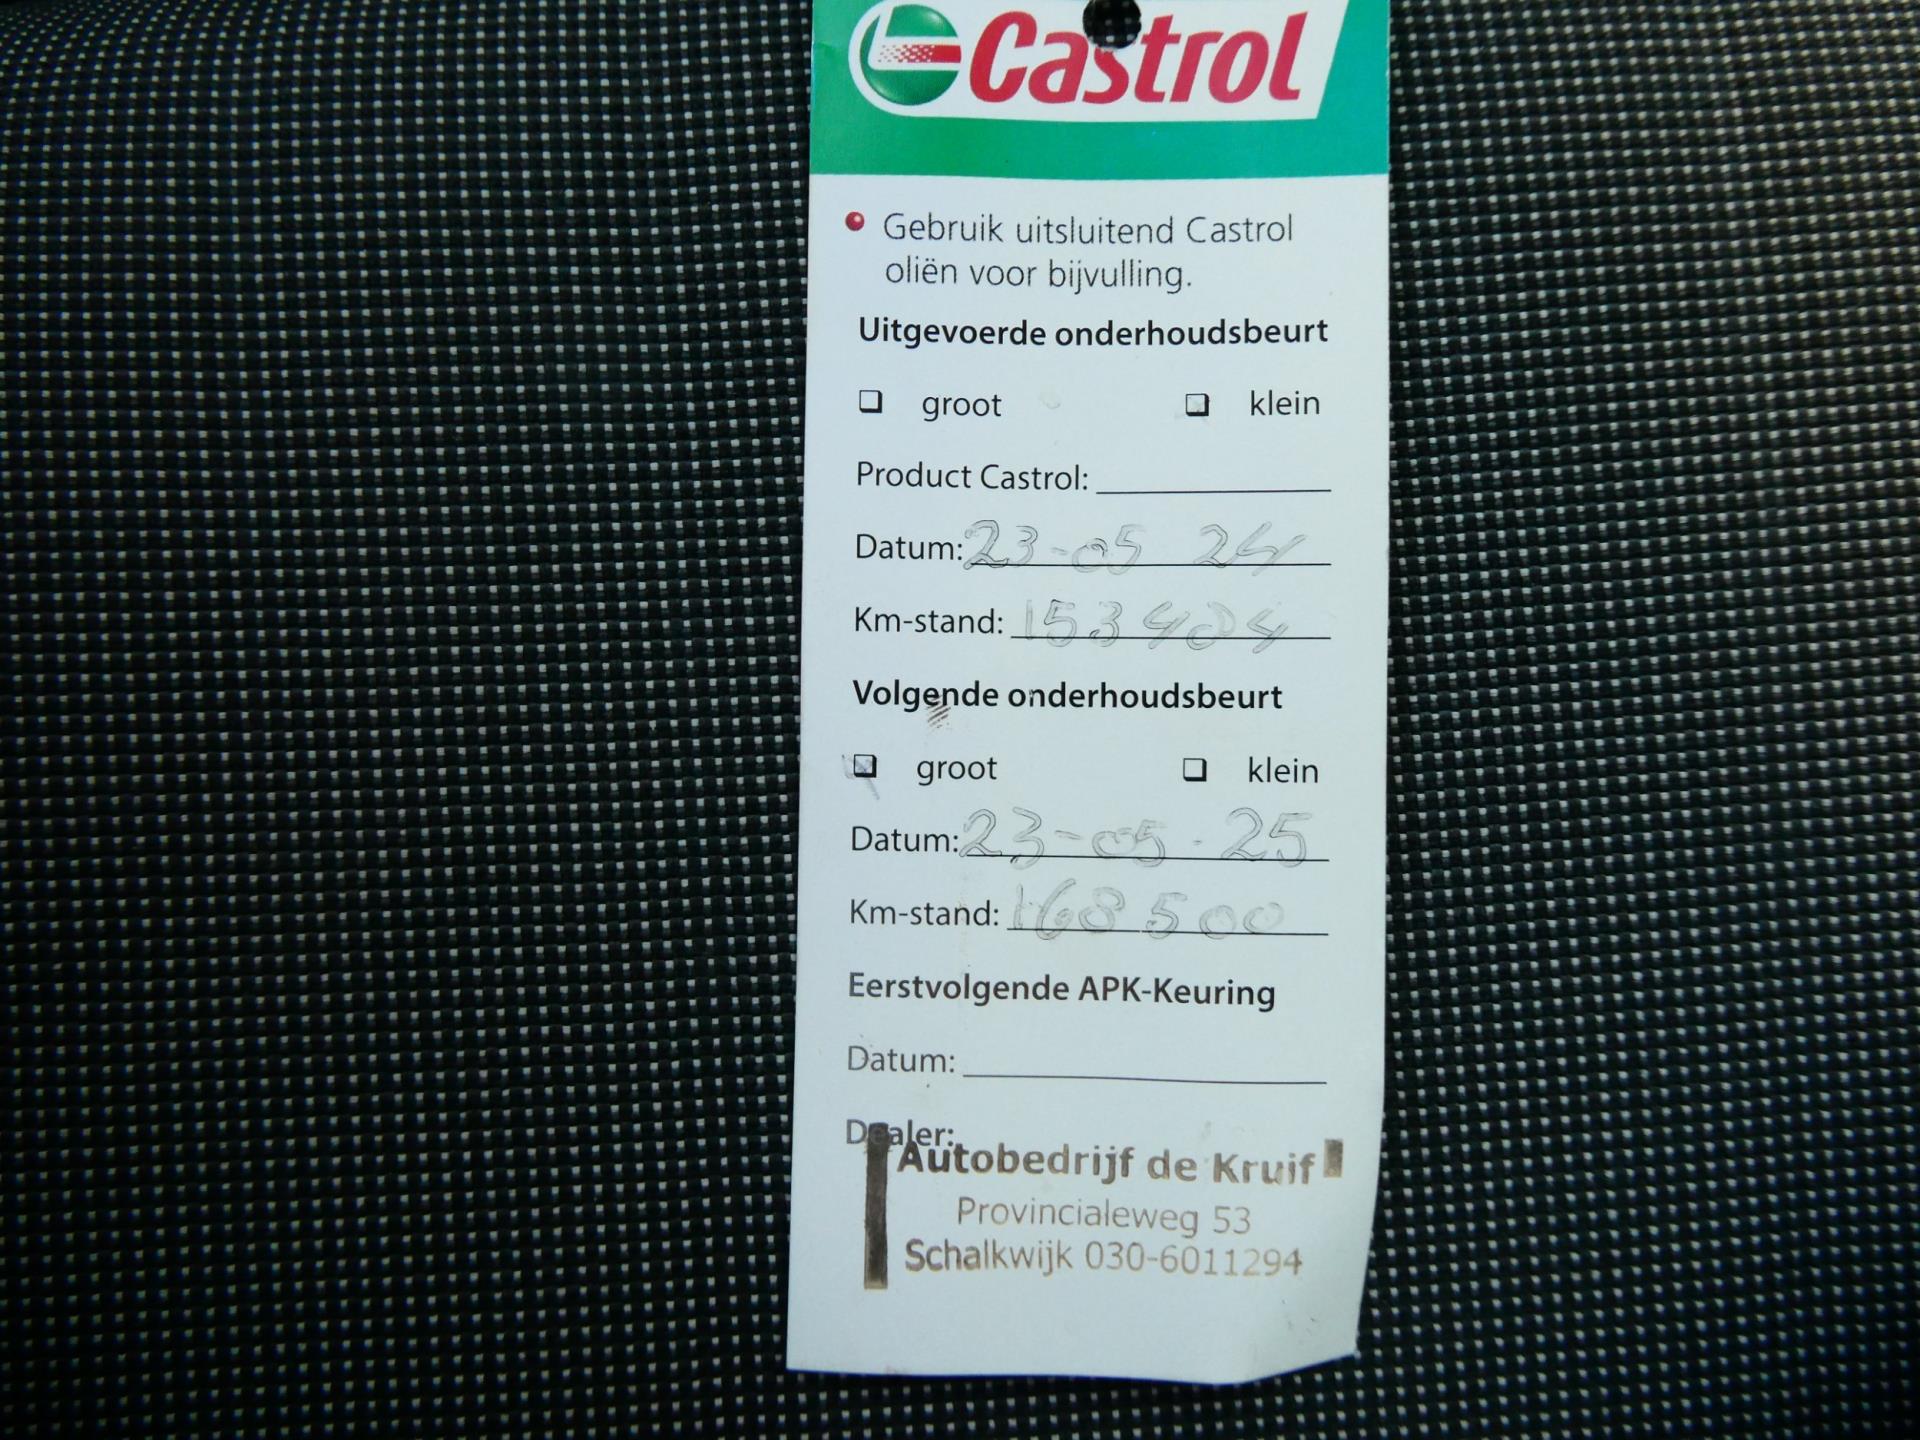 Castrol
Gebruik uitsluitend Castrol
oliën voor bijvulling.
Uitgevoerde onderhoudsbeurt
groot klein
Product Castrol:
Datum: 23-05 24
Km-stand: 153404
Volgende onderhoudsbeurt
groot klein
Datum: 23-05-25
Km-stand: 168500
Eerstvolgende APK-Keuring
Datum:
Dealer:
Autobedrijf de Kruif
Provincialeweg 53
Schalkwijk 030-6011294